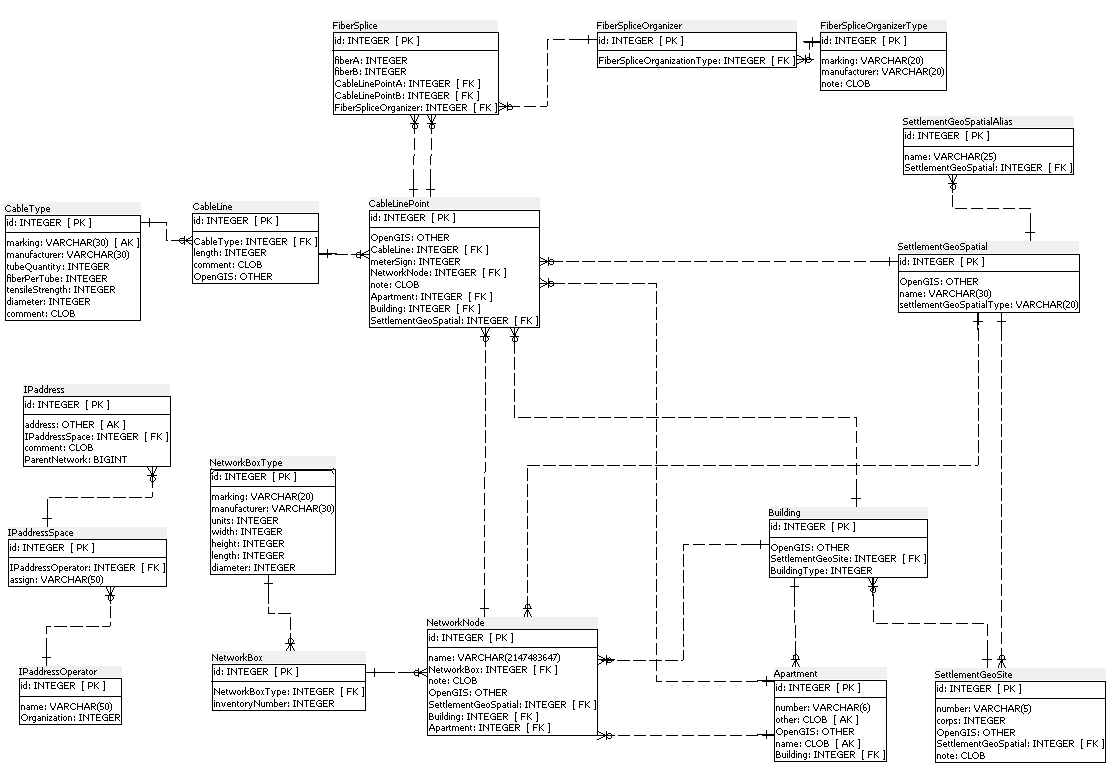 FiberSplice
id: INTEGER [ PK ]
fiberA: INTEGER
fiberB: INTEGER
CableLinePointA: INTEGER [ FK ]
CableLinePointB: INTEGER [ FK ]
FiberSpliceOrganizer: INTEGER [ FK ]
FiberSpliceOrganizer
id: INTEGER [ PK ]
FiberSpliceOrganizationType: INTEGER [ FK ]
FiberSpliceOrganizerType
id: INTEGER [ PK ]
marking: VARCHAR(20)
manufacturer: VARCHAR(20)
note: CLOB
SettlementGeoSpatialAlias
id: INTEGER [ PK ]
name: VARCHAR(25)
SettlementGeoSpatial: INTEGER [ FK ]
CableType
id: INTEGER [ PK ]
marking: VARCHAR(30) [ AK ]
manufacturer: VARCHAR(30)
tubeQuantity: INTEGER
fiberPerTube: INTEGER
tensileStrength: INTEGER
diameter: INTEGER
comment: CLOB
CableLine
id: INTEGER [ PK ]
CableType: INTEGER [ FK ]
length: INTEGER
comment: CLOB
OpenGIS: OTHER
CableLinePoint
id: INTEGER [ PK ]
OpenGIS: OTHER
CableLine: INTEGER [ FK ]
meterSign: INTEGER
NetworkNode: INTEGER [ FK ]
note: CLOB
Apartment: INTEGER [ FK ]
Building: INTEGER [ FK ]
SettlementGeoSpatial: INTEGER [ FK ]
SettlementGeoSpatial
id: INTEGER [ PK ]
OpenGIS: OTHER
name: VARCHAR(30)
settlementGeoSpatialType: VARCHAR(20)
IPaddress
id: INTEGER [ PK ]
address: OTHER [ AK ]
IPaddressSpace: INTEGER [ FK ]
comment: CLOB
ParentNetwork: BIGINT
NetworkBoxType
id: INTEGER [ PK ]
marking: VARCHAR(20)
manufacturer: VARCHAR(30)
units: INTEGER
width: INTEGER
height: INTEGER
length: INTEGER
diameter: INTEGER
IPaddressSpace
id: INTEGER [ PK ]
IPaddressOperator: INTEGER [ FK ]
assign: VARCHAR(50)
Building
id: INTEGER [ PK ]
OpenGIS: OTHER
SettlementGeoSite: INTEGER [ FK ]
BuildingType: INTEGER
IPaddressOperator
id: INTEGER [ PK ]
name: VARCHAR(50)
Organization: INTEGER
NetworkBox
id: INTEGER [ PK ]
NetworkBoxType: INTEGER [ FK ]
inventoryNumber: INTEGER
NetworkNode
id: INTEGER [ PK ]
name: VARCHAR(2147483647)
NetworkBox: INTEGER [ FK ]
note: CLOB
OpenGIS: OTHER
SettlementGeoSpatial: INTEGER [ FK ]
Building: INTEGER [ FK ]
Apartment: INTEGER [ FK ]
Apartment
id: INTEGER [ PK ]
number: VARCHAR(6)
other: CLOB [ AK ]
OpenGIS: OTHER
name: CLOB [ AK ]
Building: INTEGER [ FK ]
SettlementGeoSite
id: INTEGER [ PK ]
number: VARCHAR(5)
corps: INTEGER
OpenGIS: OTHER
SettlementGeoSpatial: INTEGER [ FK ]
note: CLOB